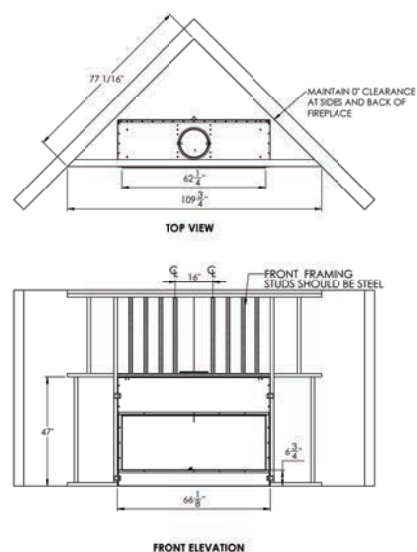 77 1/16"
MAINTAIN 0" CLEARANCE
AT SIDES AND BACK OF
FIREPLACE
62 1/4"
109 3/4"
TOP VIEW
℄ ℄
16"
FRONT FRAMING
STUDS SHOULD BE STEEL
47"
6 3/4"
66 1/8"
FRONT ELEVATION